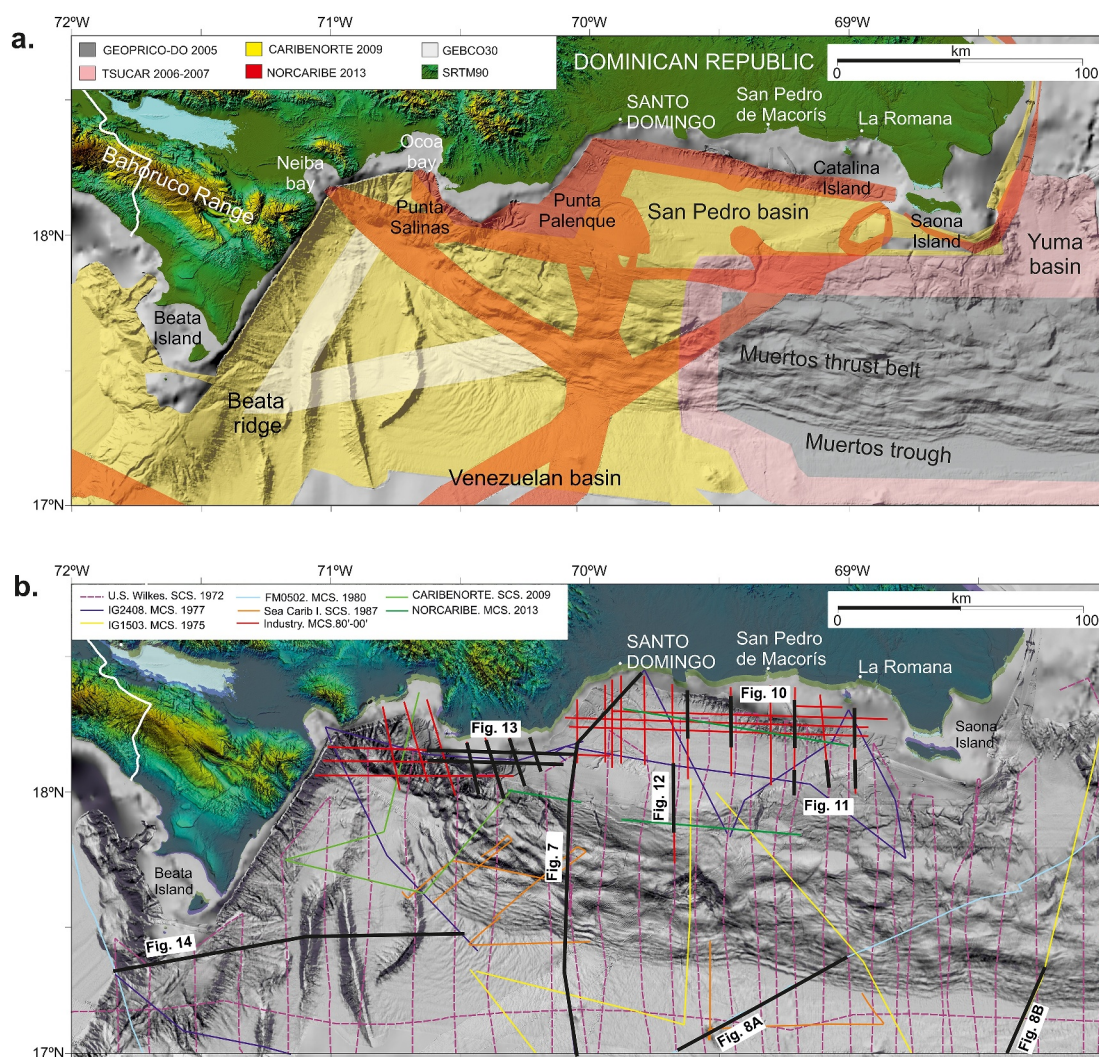 72°W 71°W 70°W 69°W
a.
GEOPRICO-DO 2005 CARIBENORTE 2009 GEBCO30
TSUCAR 2006-2007 NORCARIBE 2013 SRTM90
DOMINICAN REPUBLIC
km
0 100
SANTO
DOMINGO
San Pedro
de Macorís
La Romana
Bahoruco Range
Neiba
bay
Ocoa
bay
Catalina
Island
Punta
Salinas
Punta
Palenque
San Pedro basin
Saona
Island
18°N
Yuma
basin
Beata
Island
Muertos thrust belt
Beata
ridge
Muertos trough
Venezuelan basin
17°N
72°W 71°W 70°W 69°W
b.
U.S. Wilkes. SCS. 1972 FM0502. MCS. 1980 CARIBENORTE. SCS. 2009
IG2408. MCS. 1977 Sea Carib I. SCS. 1987 NORCARIBE. MCS. 2013
IG1503. MCS. 1975 Industry. MCS.80'-00'
km
0 100
SANTO
DOMINGO
San Pedro
de Macorís
La Romana
Fig. 10
Fig. 13
Saona
Island
18°N
Fig. 12
Fig. 11
Fig. 7
Beata
Island
Fig. 14
Fig. 8A
Fig. 8B
17°N